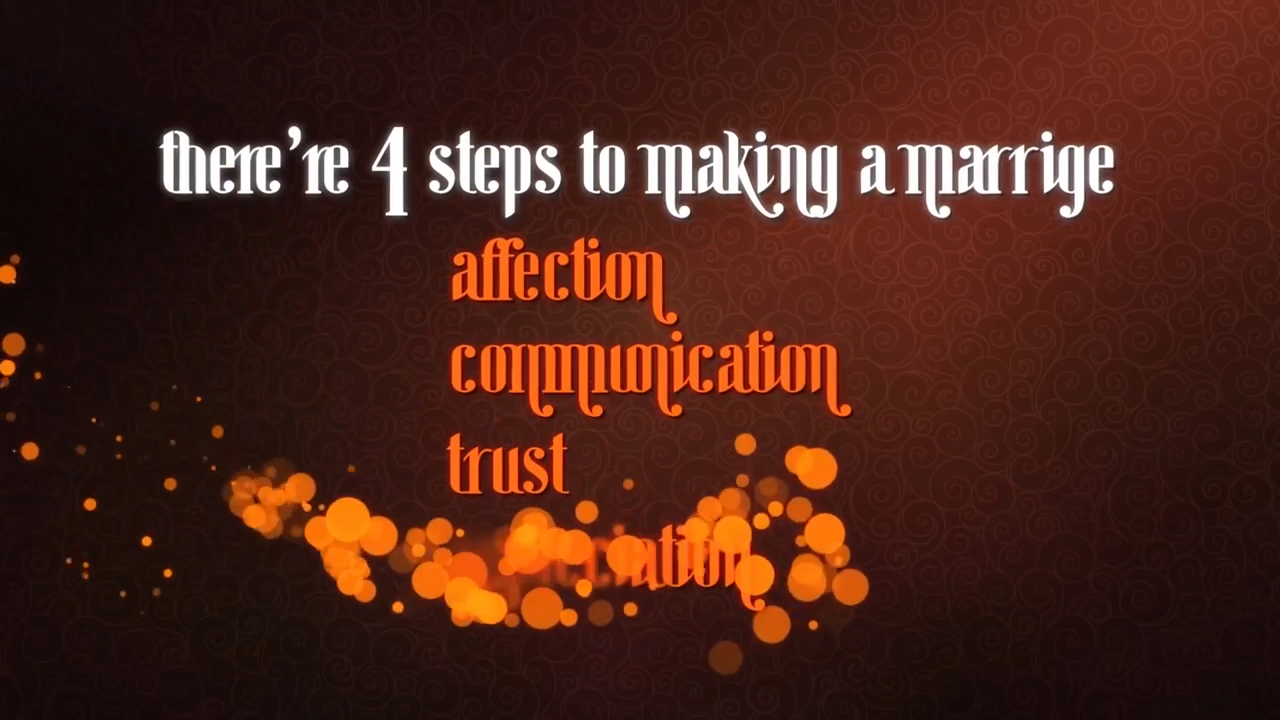 there're 4 steps to making a marrige
affection
communication
trust